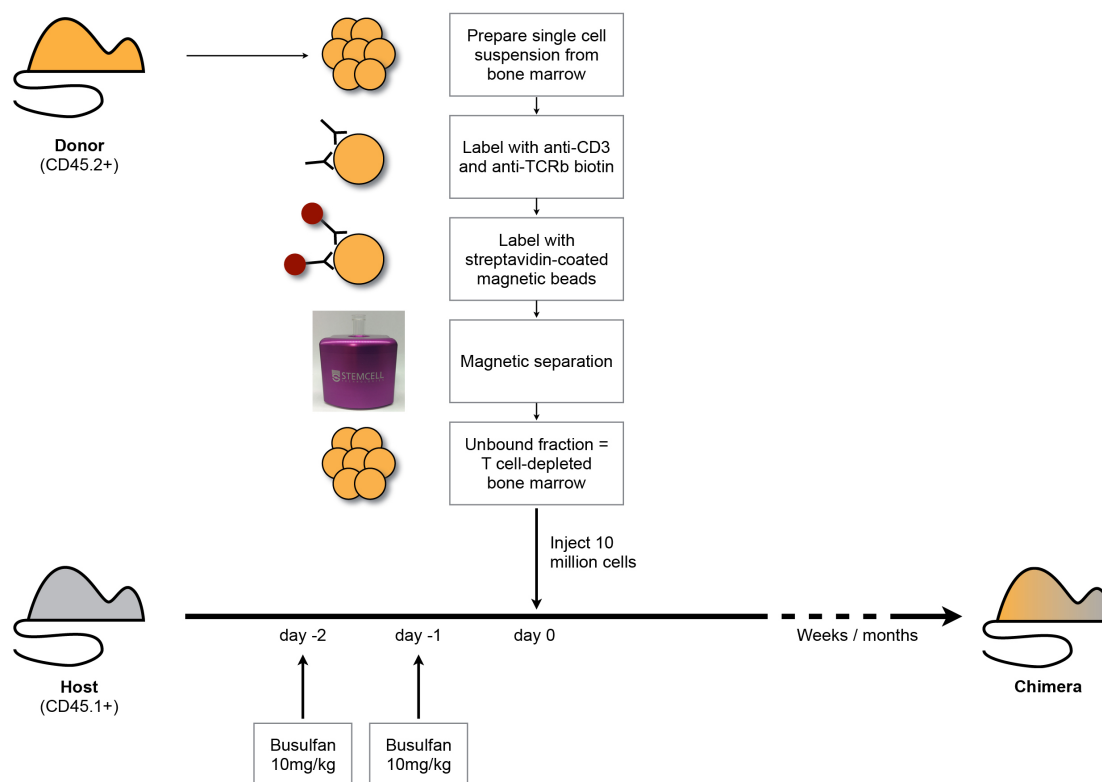 Prepare single cell
suspension from
bone marrow
Donor
(CD45.2+)
Label with anti-CD3
and anti-TCRb biotin
Label with
streptavidin-coated
magnetic beads
STEMCELL
Magnetic separation
Unbound fraction =
T cell-depleted
bone marrow
Inject 10
million cells
day -2
day -1
day 0
Weeks / months
Host
(CD45.1+)
Chimera
Busulfan
10mg/kg
Busulfan
10mg/kg